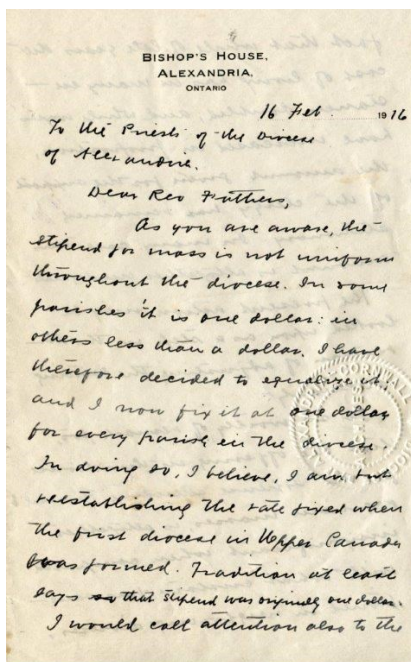 BISHOP'S HOUSE,
ALEXANDRIA,
ONTARIO
16 Feb. 1916
To the Priests of the Diocese
of Alexandria.
Dear Rev Fathers,
As you are aware, the
stipend for mass is not uniform
throughout the diocese. In some
parishes it is one dollar: in
others less than a dollar. I have
therefore decided to equalize it;
and I now fix it at one dollar
for every parish in the diocese.
In doing so, I believe, I am but
reestablishing the rate fixed when
the first diocese in Upper Canada
was formed. Tradition at least
says that stipend was originally one dollar.
I would call attention also to the
CORNWALL